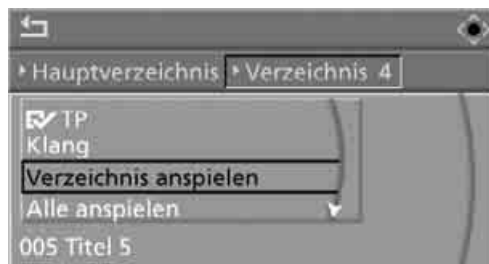 Hauptverzeichnis Verzeichnis 4
TP
Klang
Verzeichnis anspielen
Alle anspielen
005 Titel 5